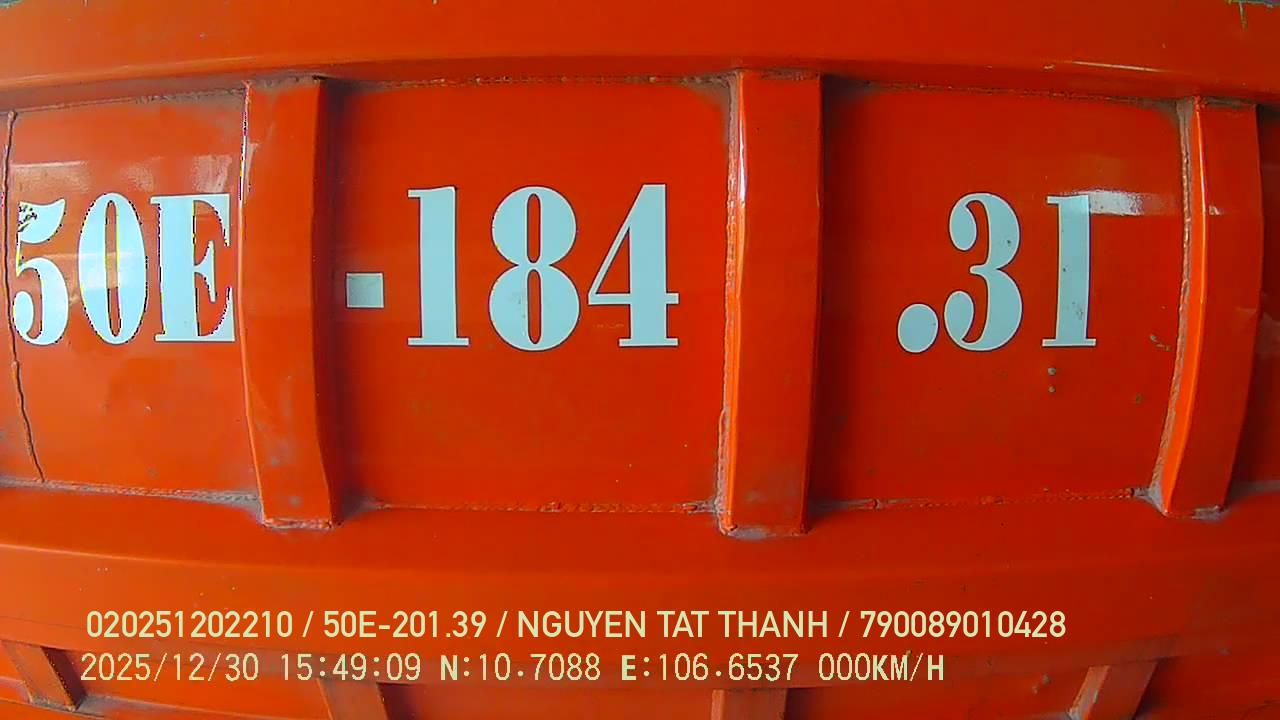 50E-184.31
020251202210 / 50E-201.39 / NGUYEN TAT THANH / 790089010428
2025/12/30 15:49:09 N:10.7088 E:106.6537 000KM/H